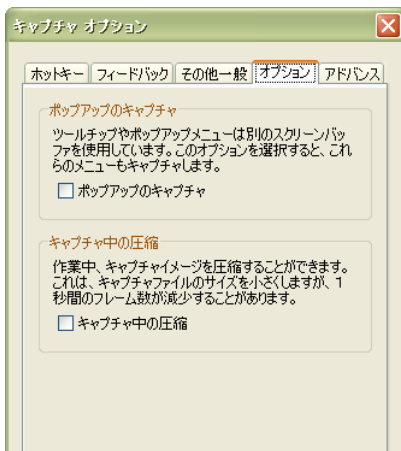 キャプチャ オプション
ホットキー フィードバック その他一般 オプション アドバンス
ポップアップのキャプチャ
ツールチップやポップアップメニューは別のスクリーンバッ
ファを使用しています。このオプションを選択すると、これ
らのメニューもキャプチャします。
ポップアップのキャプチャ
キャプチャ中の圧縮
作業中、キャプチャイメージを圧縮することができます。
これは、キャプチャファイルのサイズを小さくしますが、1
秒間のフレーム数が減少することがあります。
キャプチャ中の圧縮